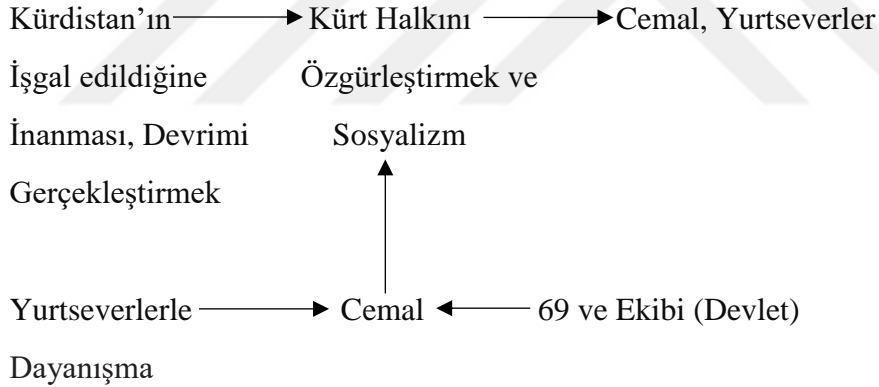 Kürdistan’ın Kürt Halkını Cemal, Yurtseverler
İşgal edildiğine Özgürleştirmek ve
İnanması, Devrimi Sosyalizm
Gerçekleştirmek
Yurtseverlerle Cemal 69 ve Ekibi (Devlet)
Dayanışma